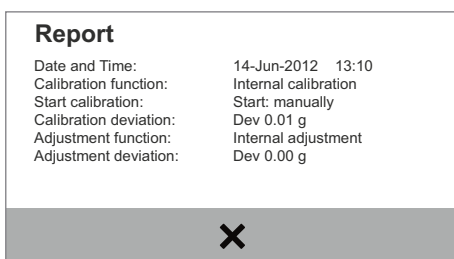 Report
Date and Time: 14-Jun-2012 13:10
Calibration function: Internal calibration
Start calibration: Start: manually
Calibration deviation: Dev 0.01 g
Adjustment function: Internal adjustment
Adjustment deviation: Dev 0.00 g